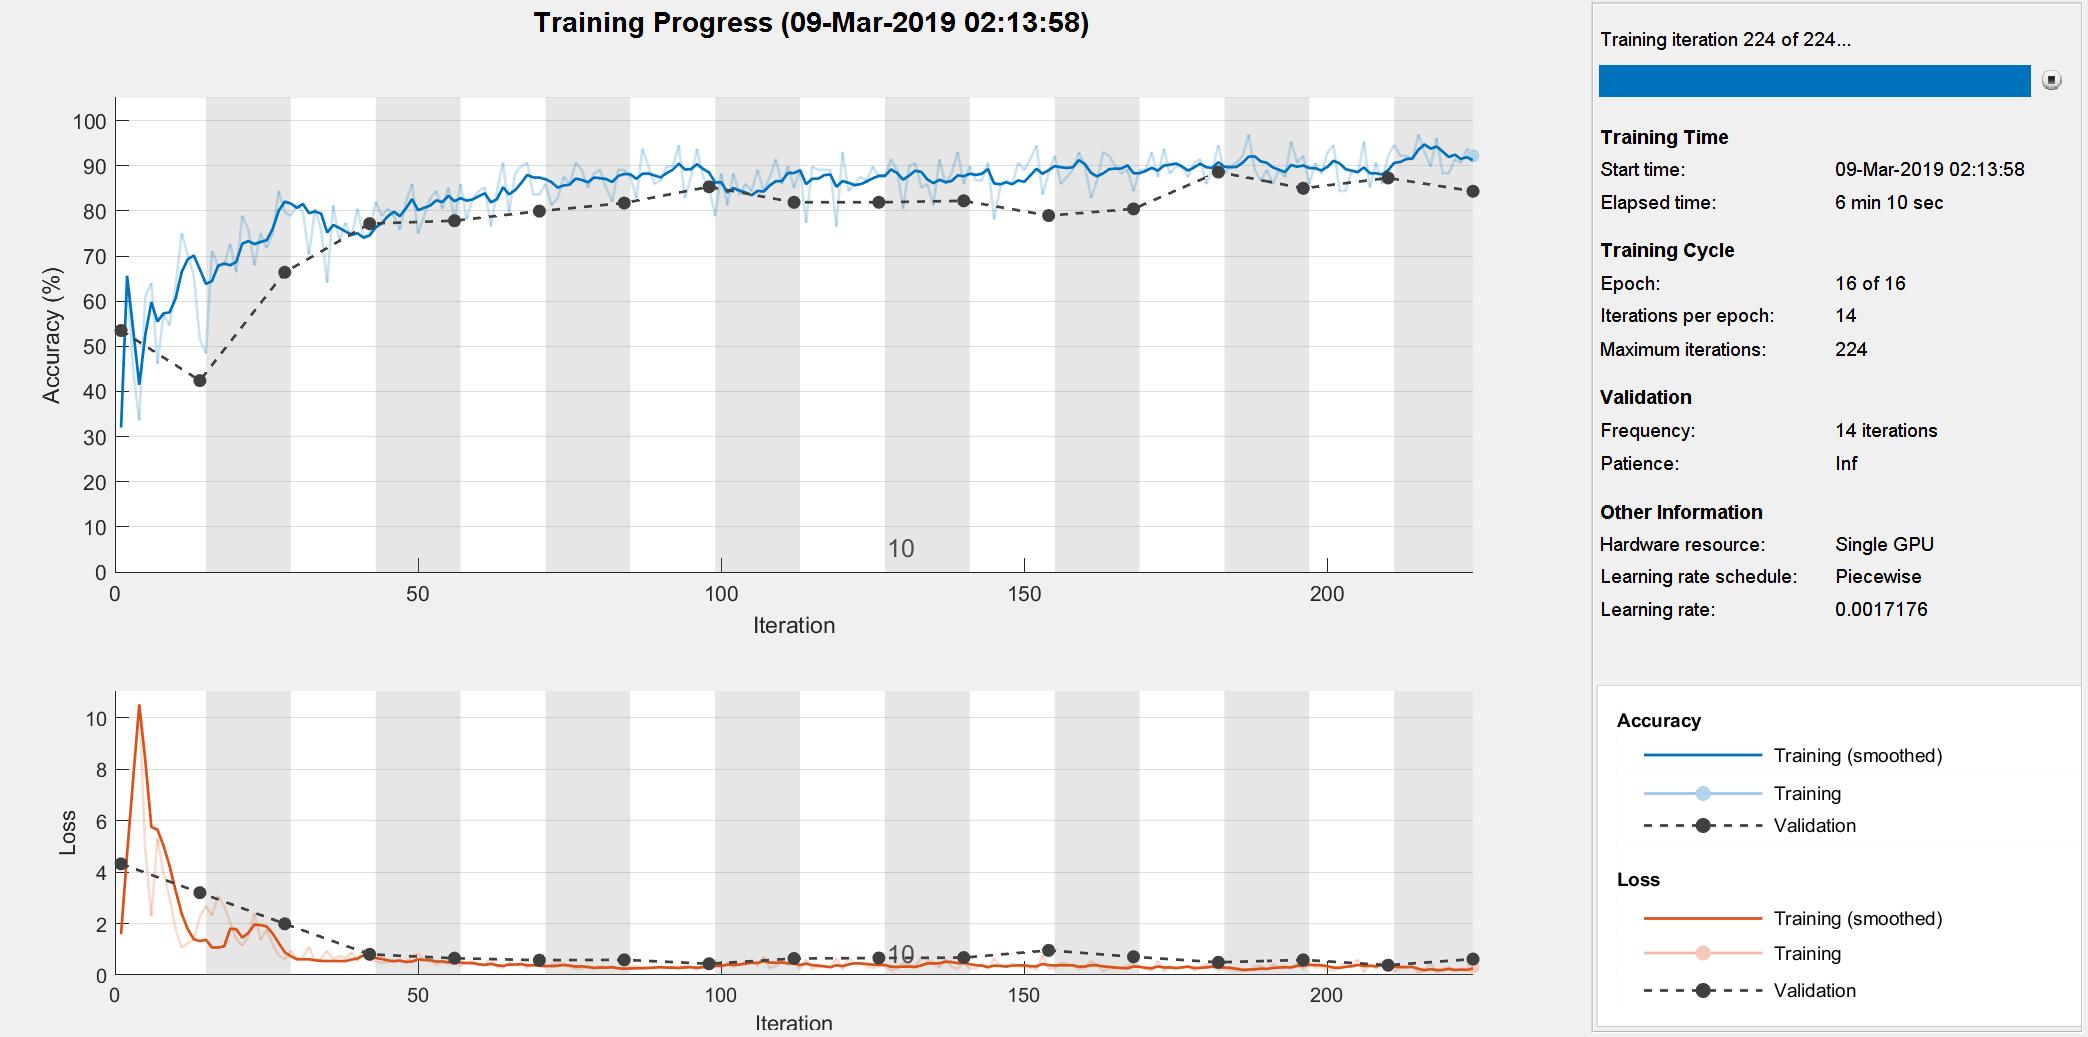 Training Progress (09-Mar-2019 02:13:58)
100
90
80
70
60
50
40
30
20
10
0
Accuracy (%)
10
0
50
100
150
200
Iteration
10
8
6
4
2
0
Loss
10
0
50
100
150
200
Iteration
Training iteration 224 of 224...
Training Time
Start time: 09-Mar-2019 02:13:58
Elapsed time: 6 min 10 sec
Training Cycle
Epoch: 16 of 16
Iterations per epoch: 14
Maximum iterations: 224
Validation
Frequency: 14 iterations
Patience: Inf
Other Information
Hardware resource: Single GPU
Learning rate schedule: Piecewise
Learning rate: 0.0017176
Accuracy
Training (smoothed)
Training
Validation
Loss
Training (smoothed)
Training
Validation